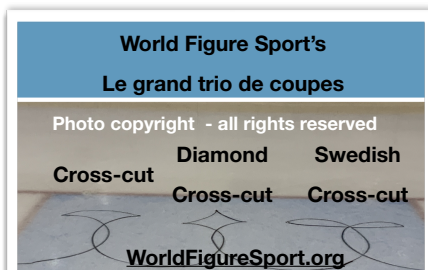 World Figure Sport’s
Le grand trio de coupes
Photo copyright - all rights reserved
Cross-cut
Diamond
Cross-cut
Swedish
Cross-cut
WorldFigureSport.org